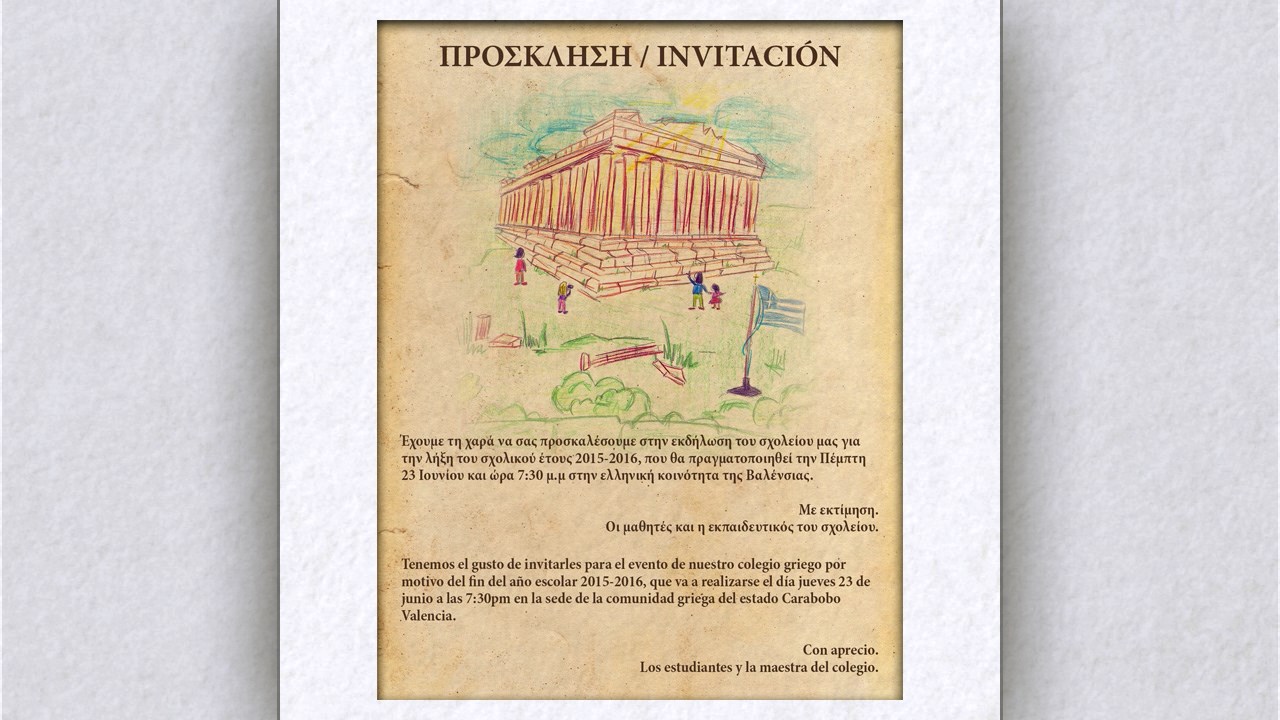 ΠΡΟΣΚΛΗΣΗ / INVITACIÓN
Έχουμε τη χαρά να σας προσκαλέσουμε στην εκδήλωση του σχολείου μας για
την λήξη του σχολικού έτους 2015-2016, που θα πραγματοποιηθεί την Πέμπτη
23 Ιουνίου και ώρα 7:30 μ.μ στην ελληνική κοινότητα της Βαλένσιας.
Με εκτίμηση.
Οι μαθητές και η εκπαιδευτικός του σχολείου.
Tenemos el gusto de invitarles para el evento de nuestro colegio griego por
motivo del fin del año escolar 2015-2016, que va a realizarse el día jueves 23 de
junio a las 7:30pm en la sede de la comunidad griega del estado Carabobo
Valencia.
Con aprecio.
Los estudiantes y la maestra del colegio.